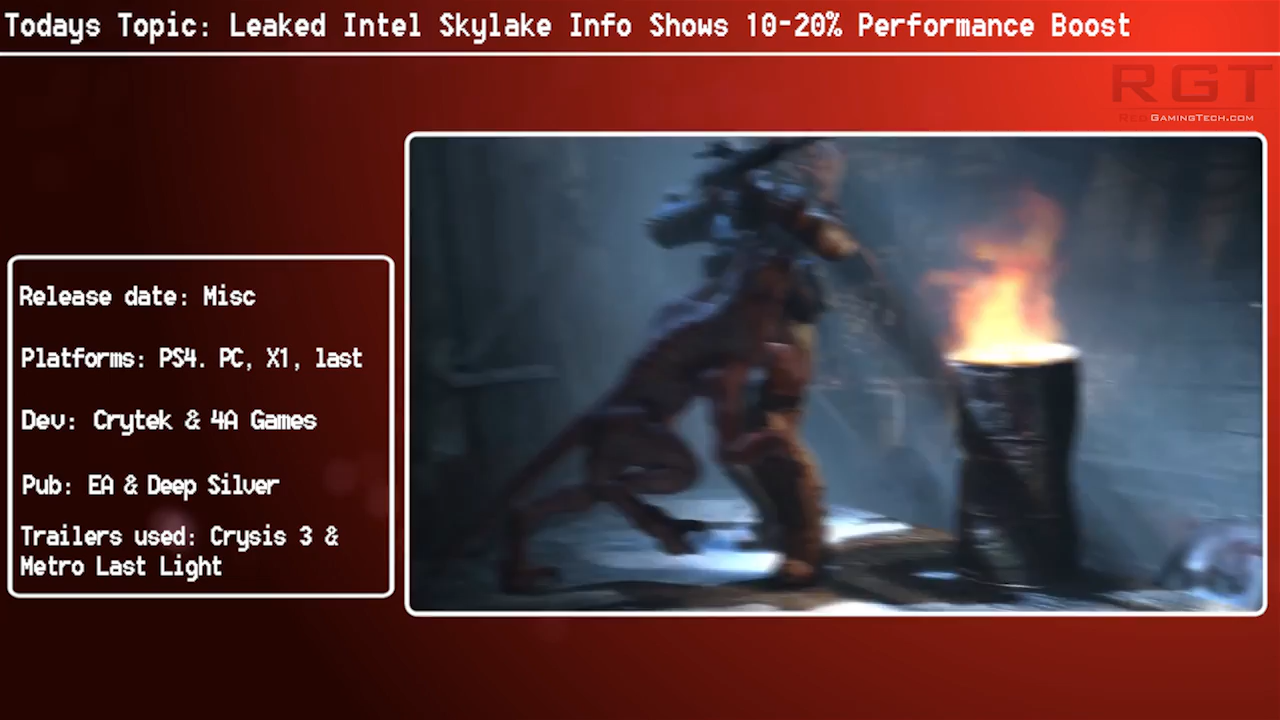 Todays Topic: Leaked Intel Skylake Info Shows 10-20% Performance Boost
RGT
RedGamingTech.com
Release date: Misc
Platforms: PS4. PC, X1, last
Dev: Crytek & 4A Games
Pub: EA & Deep Silver
Trailers used: Crysis 3 &
Metro Last Light